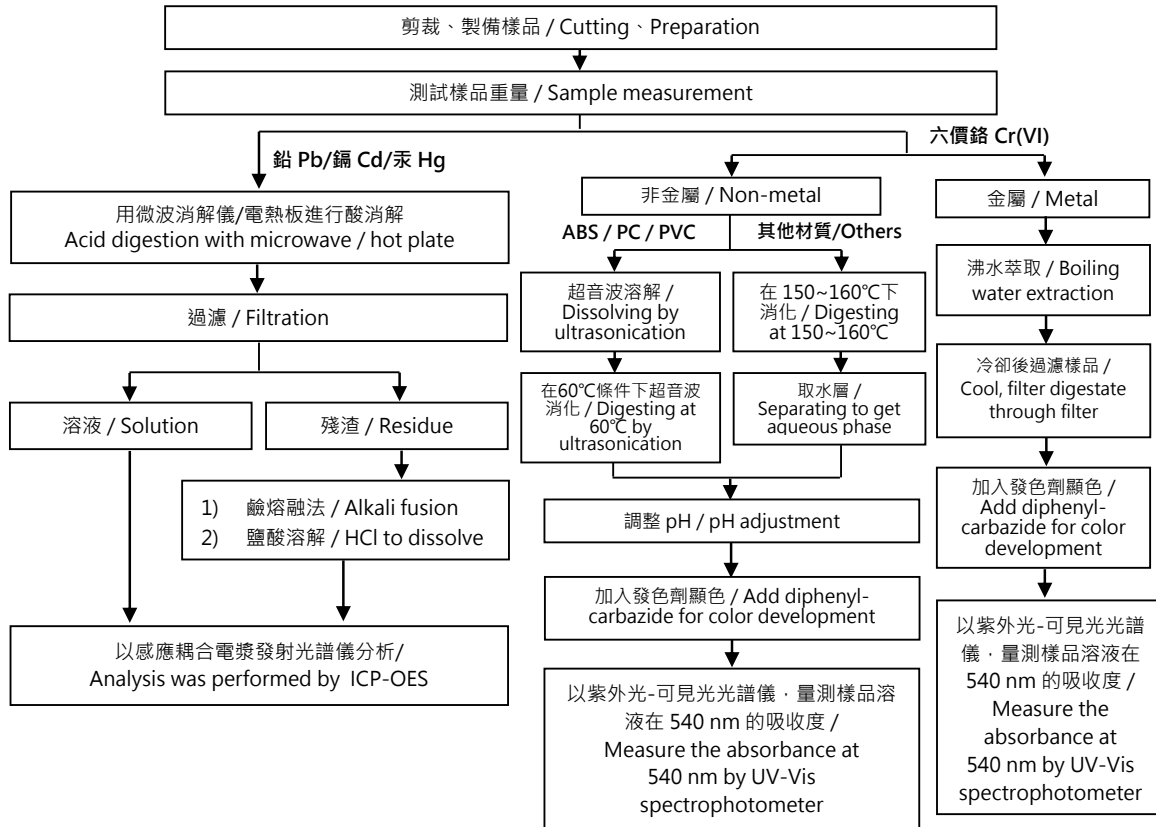 剪裁、製備樣品 / Cutting、Preparation
測試樣品重量 / Sample measurement
鉛 Pb/鎘 Cd/汞 Hg
六價鉻 Cr(VI)
用微波消解儀/電熱板進行酸消解
Acid digestion with microwave / hot plate
過濾 / Filtration
溶液 / Solution
殘渣 / Residue
1) 鹼熔融法 / Alkali fusion
2) 鹽酸溶解 / HCl to dissolve
以感應耦合電漿發射光譜儀分析/
Analysis was performed by ICP-OES
非金屬 / Non-metal
ABS / PC / PVC
其他材質/Others
超音波溶解 /
Dissolving by
ultrasonication
在60℃條件下超音波
消化 / Digesting at
60℃ by
ultrasonication
在 150~160℃下
消化 / Digesting
at 150~160℃
取水層 /
Separating to get
aqueous phase
調整 pH / pH adjustment
加入發色劑顯色 / Add diphenyl-
carbazide for color development
以紫外光-可見光光譜儀，量測樣品溶
液在 540 nm 的吸收度 /
Measure the absorbance at
540 nm by UV-Vis
spectrophotometer
金屬 / Metal
沸水萃取 / Boiling
water extraction
冷卻後過濾樣品 /
Cool, filter digestate
through filter
加入發色劑顯色 /
Add diphenyl-
carbazide for color
development
以紫外光-可見光光譜
儀，量測樣品溶液在
540 nm 的吸收度 /
Measure the
absorbance at
540 nm by UV-Vis
spectrophotometer